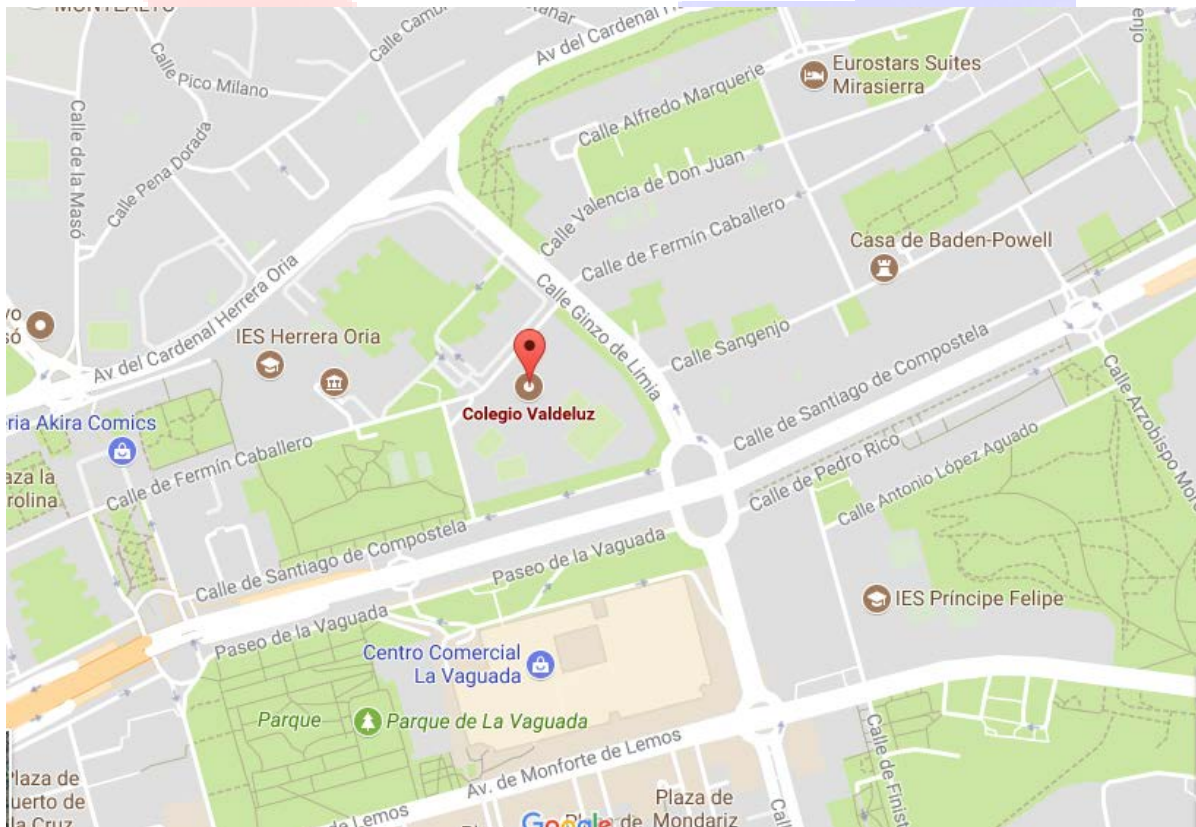 MONTEALTO
Calle Pico Milano
Av del Cardenal
Eurostars Suites
Mirasierra
Calle Alfredo Marquerie
Calle de la Masó
Calle Pena Dorada
Calle Valencia de Don Juan
Calle de Fermín Caballero
Casa de Baden-Powell
Av del Cardenal Herrera Oria
Calle Ginzo de Limia
IES Herrera Oria
Calle Sangenjo
Calle de Santiago de Compostela
Colegio Valdeluz
Akira Comics
Calle de Fermín Caballero
Calle de Pedro Rico
Calle Antonio López Aguado
Calle Arzobispo
Calle de Santiago de Compostela
Paseo de la Vaguada
IES Príncipe Felipe
Paseo de la Vaguada
Centro Comercial
La Vaguada
Parque
Parque de La Vaguada
Av. de Monforte de Lemos
Calle de
Plaza de
de Lemos
Google
de Mondariz
Plaza de